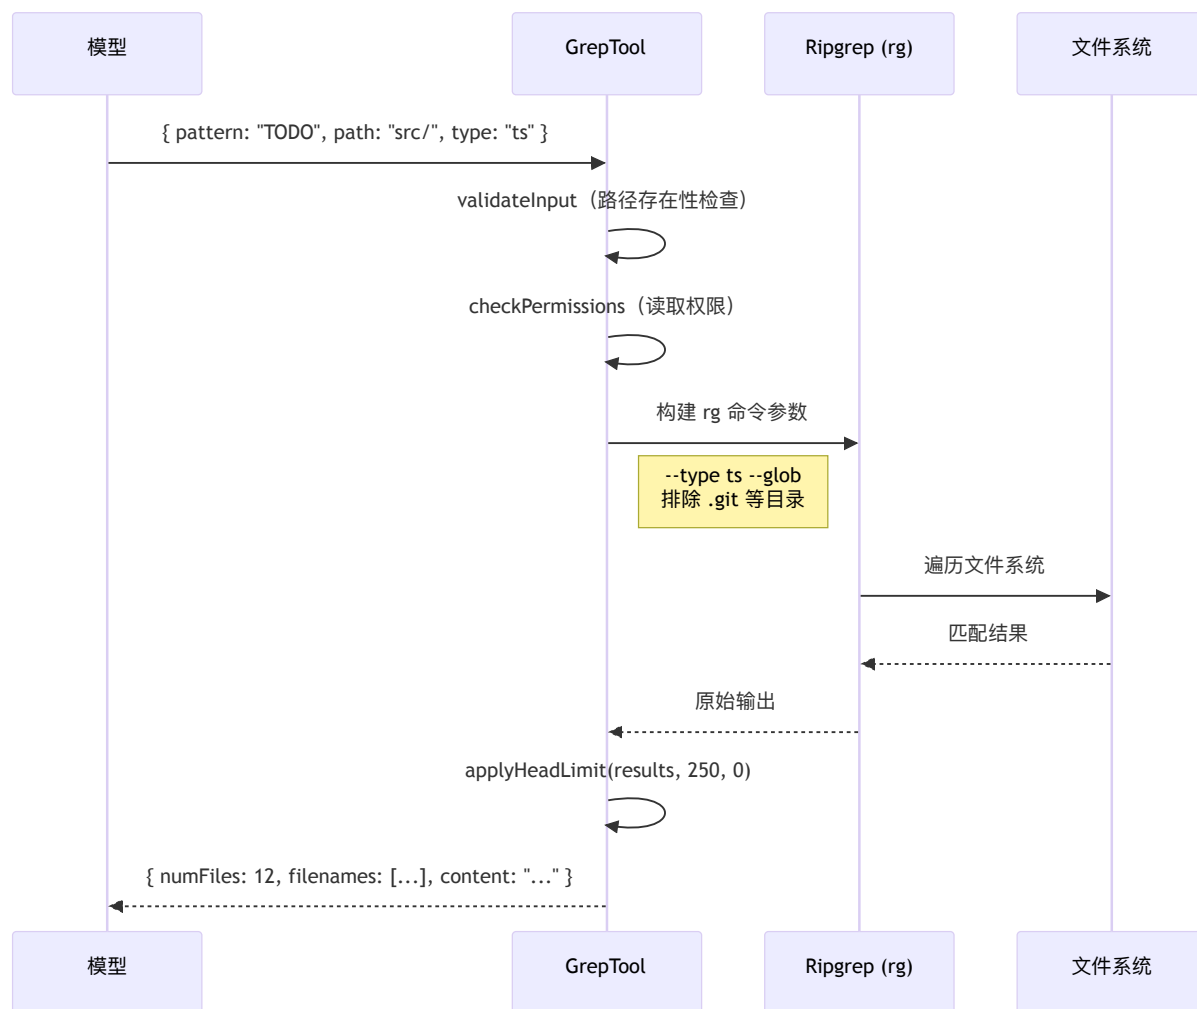 模型
GrepTool
Ripgrep (rg)
文件系统
{ pattern: "TODO", path: "src/", type: "ts" }
validateInput（路径存在性检查）
checkPermissions（读取权限）
构建 rg 命令参数
--type ts --glob
排除 .git 等目录
遍历文件系统
匹配结果
原始输出
applyHeadLimit(results, 250, 0)
{ numFiles: 12, filenames: [...], content: "..." }
模型
GrepTool
Ripgrep (rg)
文件系统